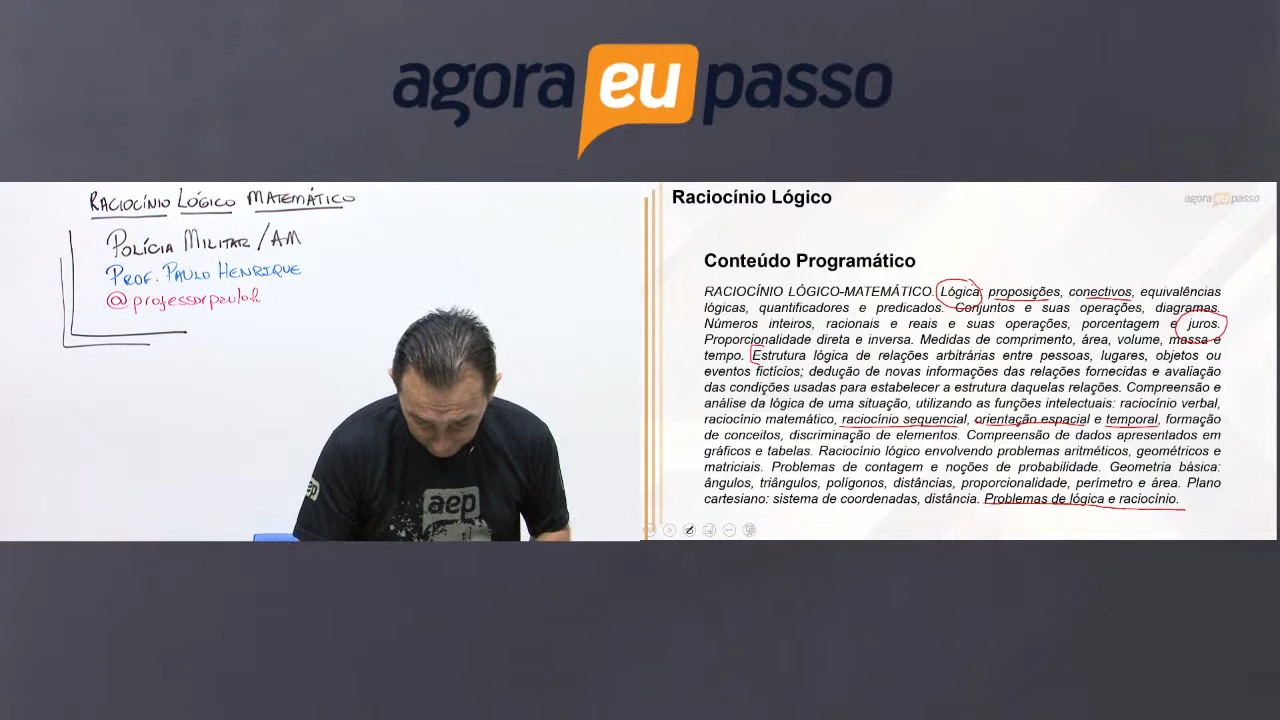 agora eu passo
RACIOCÍNIO LÓGICO MATEMÁTICO
POLÍCIA MILITAR / AM
PROF. PAULO HENRIQUE
@professorpauloh
aep
aep
Raciocínio Lógico
agora eu passo
Conteúdo Programático
RACIOCÍNIO LÓGICO-MATEMÁTICO Lógica: proposições, conectivos, equivalências
lógicas, quantificadores e predicados. Conjuntos e suas operações, diagramas.
Números inteiros, racionais e reais e suas operações, porcentagem e juros.
Proporcionalidade direta e inversa. Medidas de comprimento, área, volume, massa e
tempo. Estrutura lógica de relações arbitrárias entre pessoas, lugares, objetos ou
eventos fictícios; dedução de novas informações das relações fornecidas e avaliação
das condições usadas para estabelecer a estrutura daquelas relações. Compreensão e
análise da lógica de uma situação, utilizando as funções intelectuais: raciocínio verbal,
raciocínio matemático, raciocínio sequencial, orientação espacial e temporal, formação
de conceitos, discriminação de elementos. Compreensão de dados apresentados em
gráficos e tabelas. Raciocínio lógico envolvendo problemas aritméticos, geométricos e
matriciais. Problemas de contagem e noções de probabilidade. Geometria básica:
ângulos, triângulos, polígonos, distâncias, proporcionalidade, perímetro e área. Plano
cartesiano: sistema de coordenadas, distância. Problemas de lógica e raciocínio.